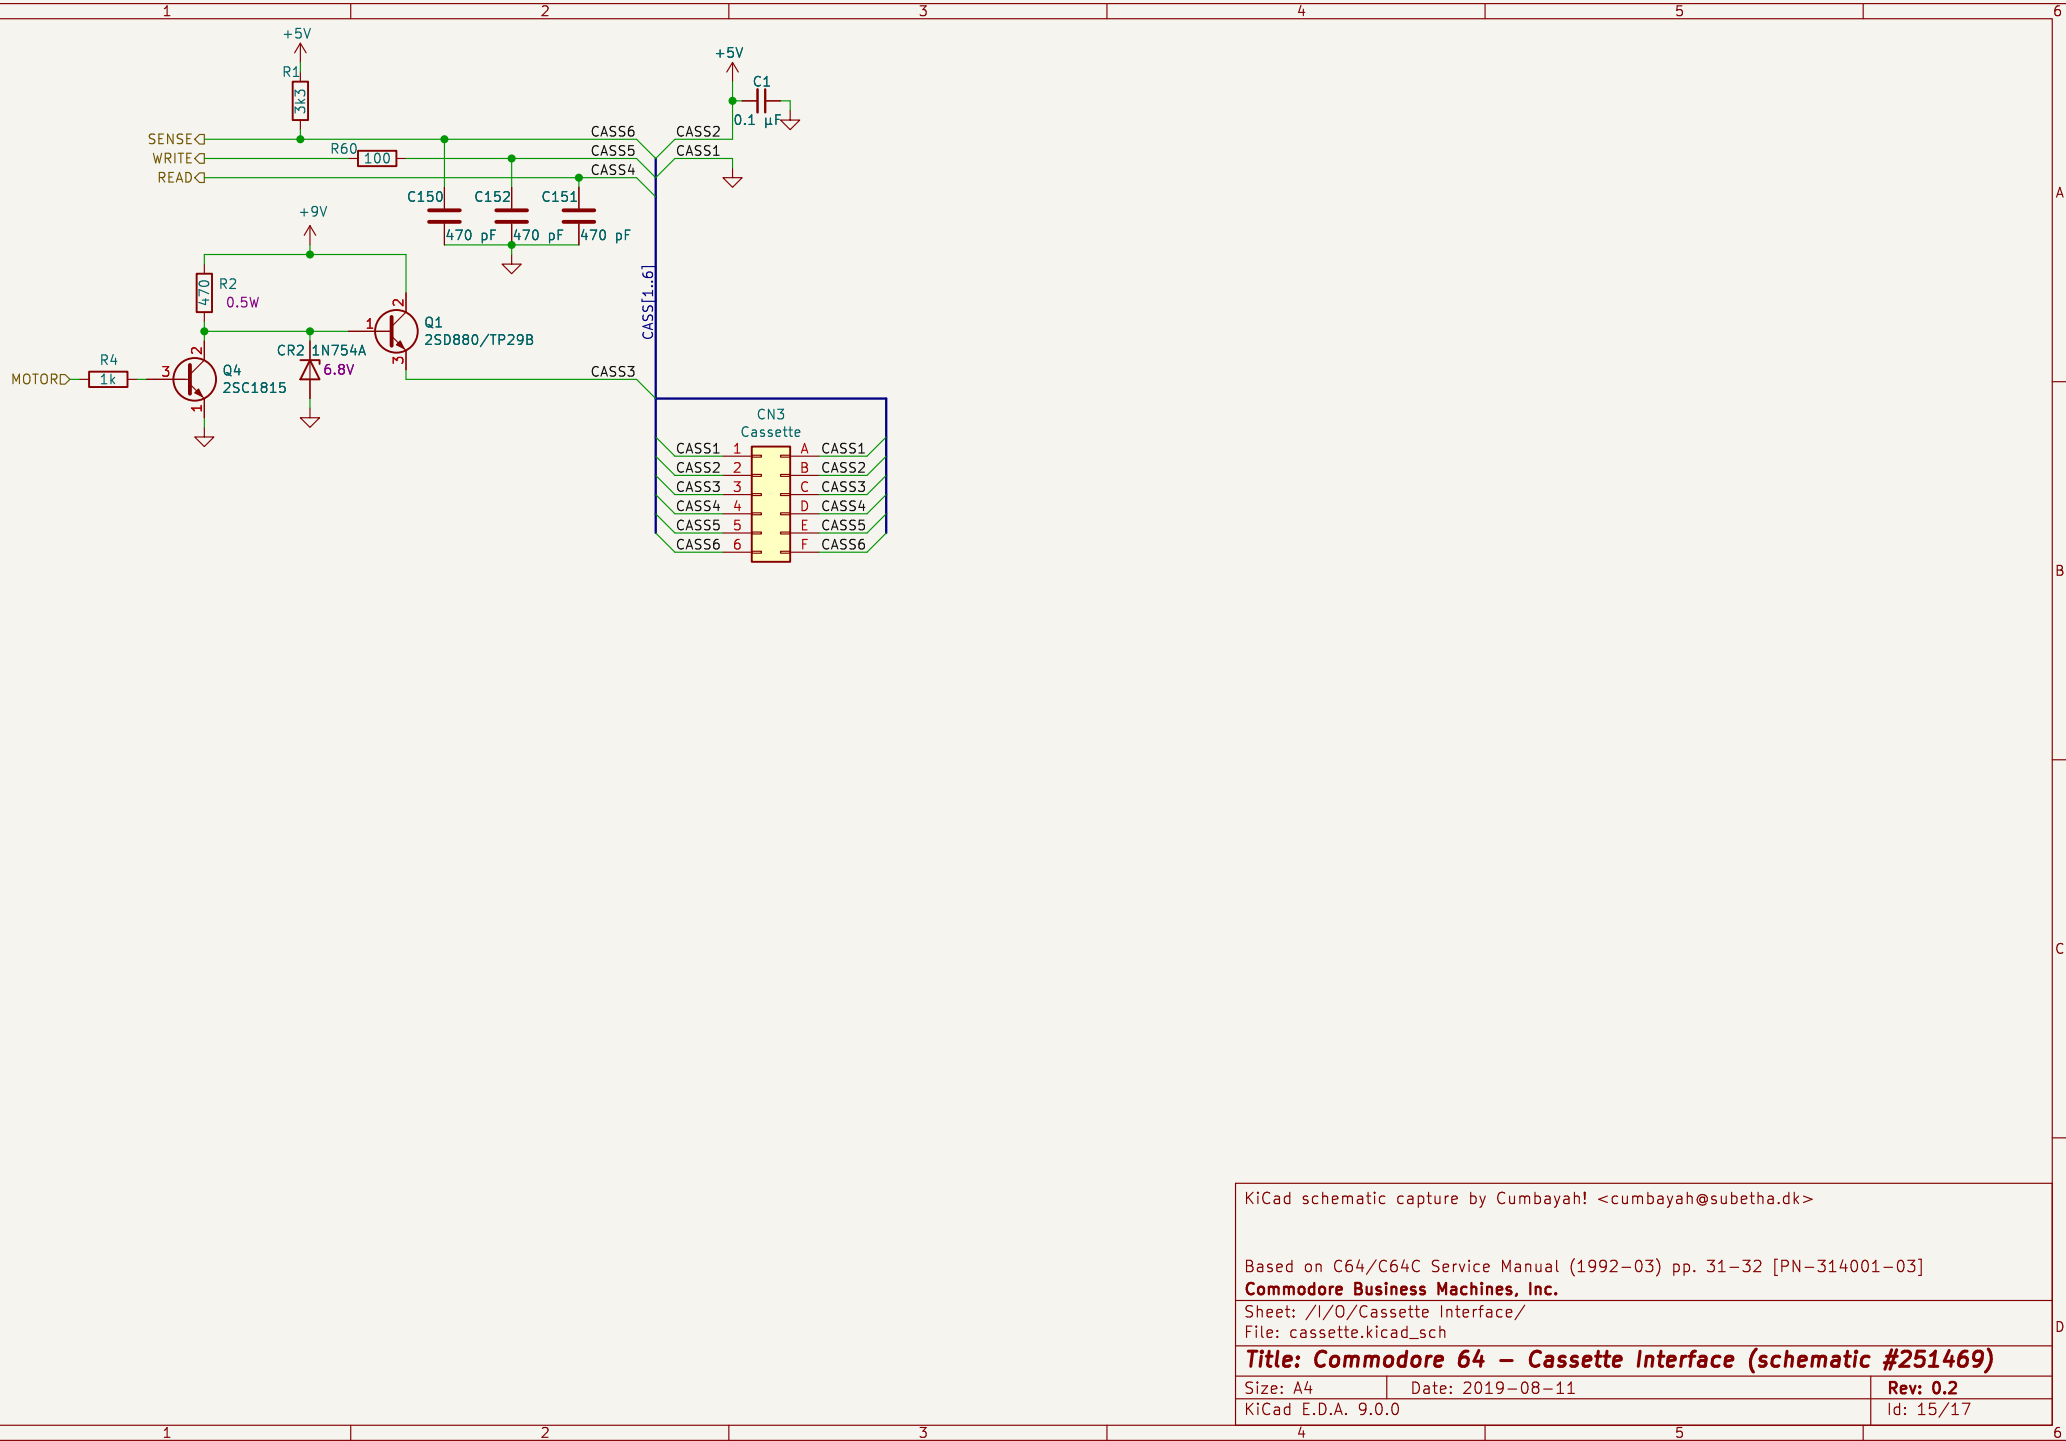 1 2 3 4 5 6
+5V
R1
3k3
+5V
C1
0.1 µF
SENSE
CASS6
CASS2
WRITE
R60
100
CASS5
CASS1
READ
CASS4
A
C150
C152
C151
470 pF
470 pF
470 pF
+9V
R2
470
0.5W
CASS[1..6]
2
1
Q1
2SD880/TP29B
3
CR2 1N754A
6.8V
MOTOR
R4
1k
2
3
Q4
2SC1815
1
CASS3
CN3
Cassette
CASS1 1 A CASS1
CASS2 2 B CASS2
CASS3 3 C CASS3
CASS4 4 D CASS4
CASS5 5 E CASS5
CASS6 6 F CASS6
B
C
KiCad schematic capture by Cumbayah! <cumbayah@subetha.dk>
Based on C64/C64C Service Manual (1992-03) pp. 31-32 [PN-314001-03]
Commodore Business Machines, Inc.
Sheet: /I/O/Cassette Interface/
File: cassette.kicad_sch
D
Title: Commodore 64 - Cassette Interface (schematic #251469)
Size: A4 Date: 2019-08-11 Rev: 0.2
KiCad E.D.A. 9.0.0 Id: 15/17
1 2 3 4 5 6